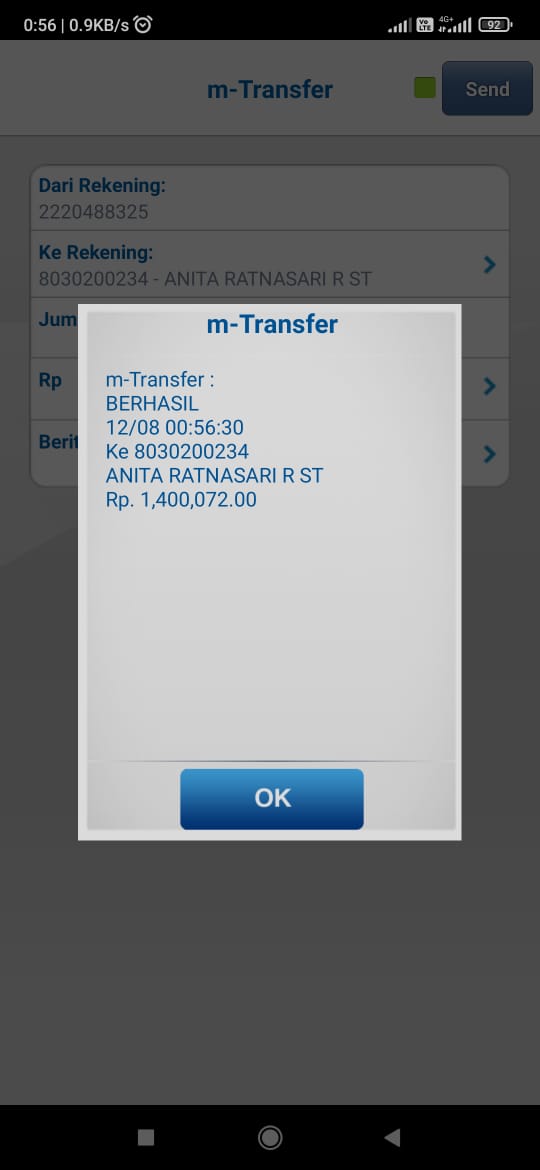 0:56 | 0.9KB/s
Vo LTE 4G+ 92
m-Transfer
Send
Dari Rekening:
2220488325
Ke Rekening:
8030200234 - ANITA RATNASARI R ST
Jum
Rp
Berit
m-Transfer
m-Transfer :
BERHASIL
12/08 00:56:30
Ke 8030200234
ANITA RATNASARI R ST
Rp. 1,400,072.00
OK